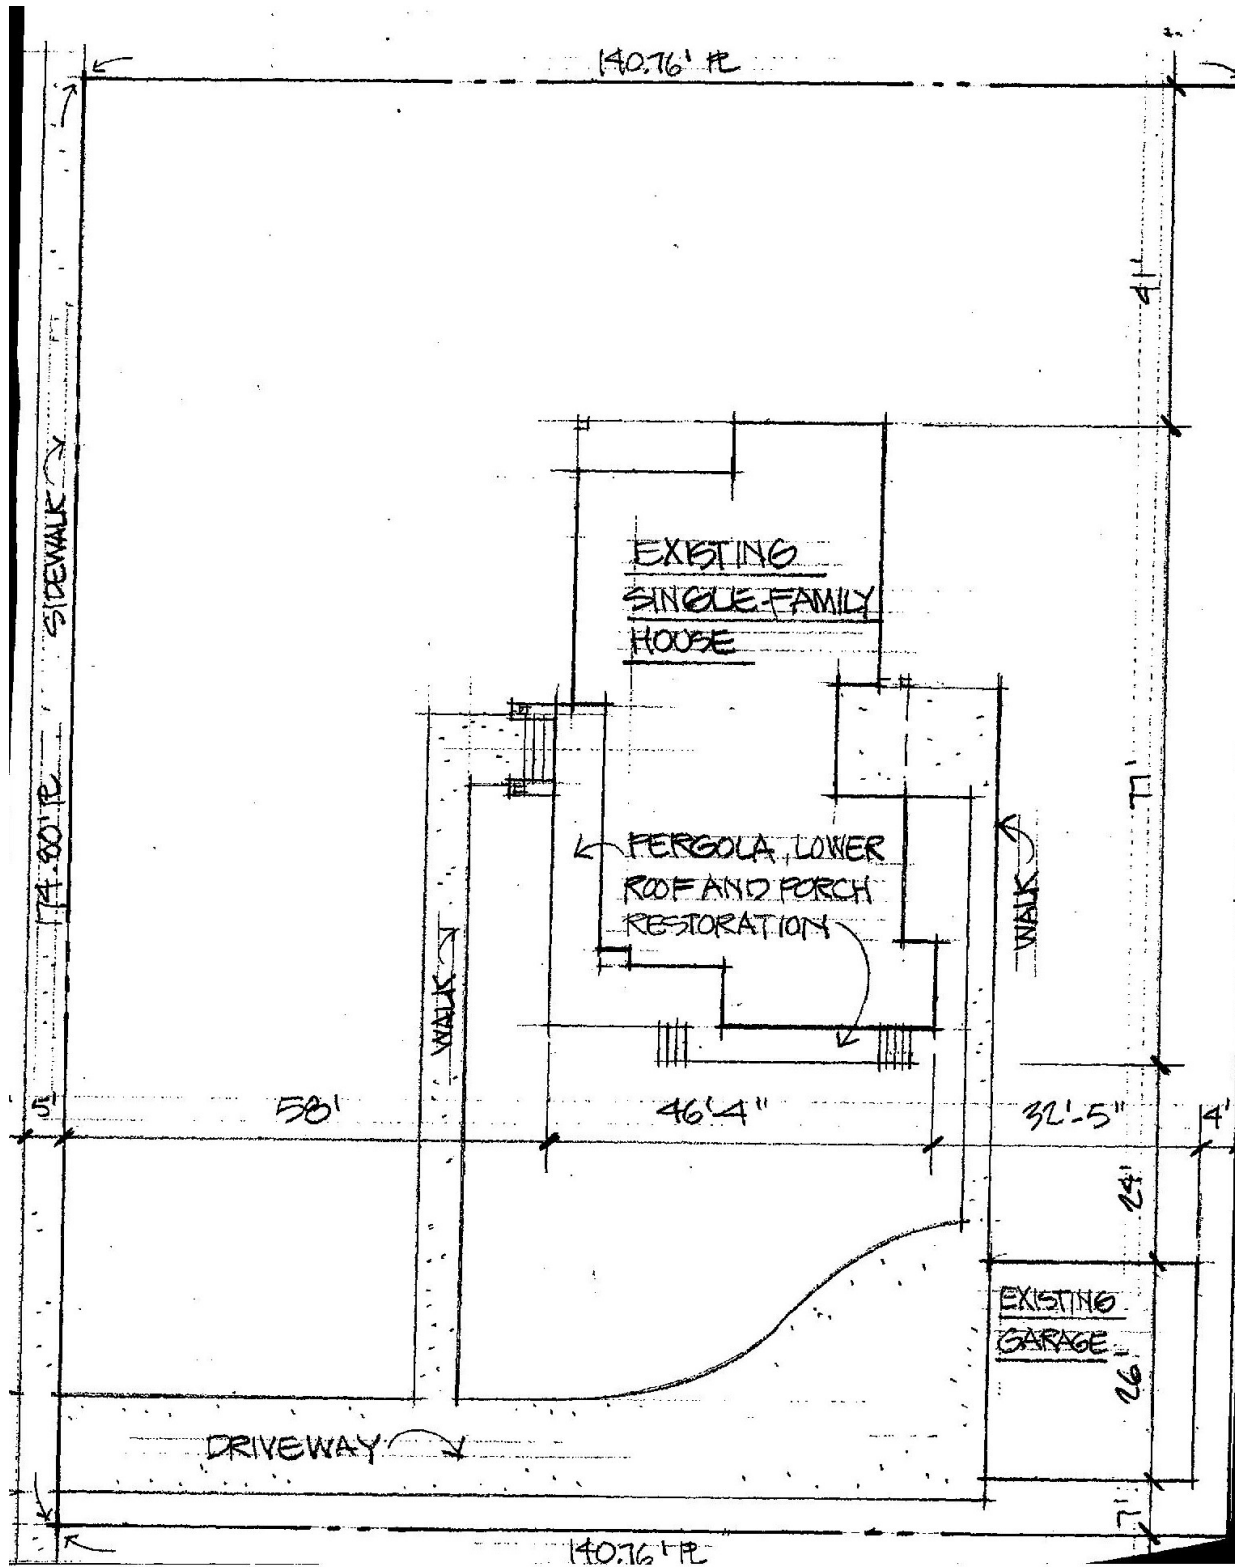 140.76' PL
41'
SIDEWALK
EXISTING
SINGLE-FAMILY
HOUSE
77'
174.80' PL
PERGOLA, LOWER
ROOF AND PORCH
RESTORATION
WALK
WALK
5'
58'
46'-4"
32'-5"
4'
24'
EXISTING
GARAGE
26'
DRIVEWAY
7'
140.76' PL